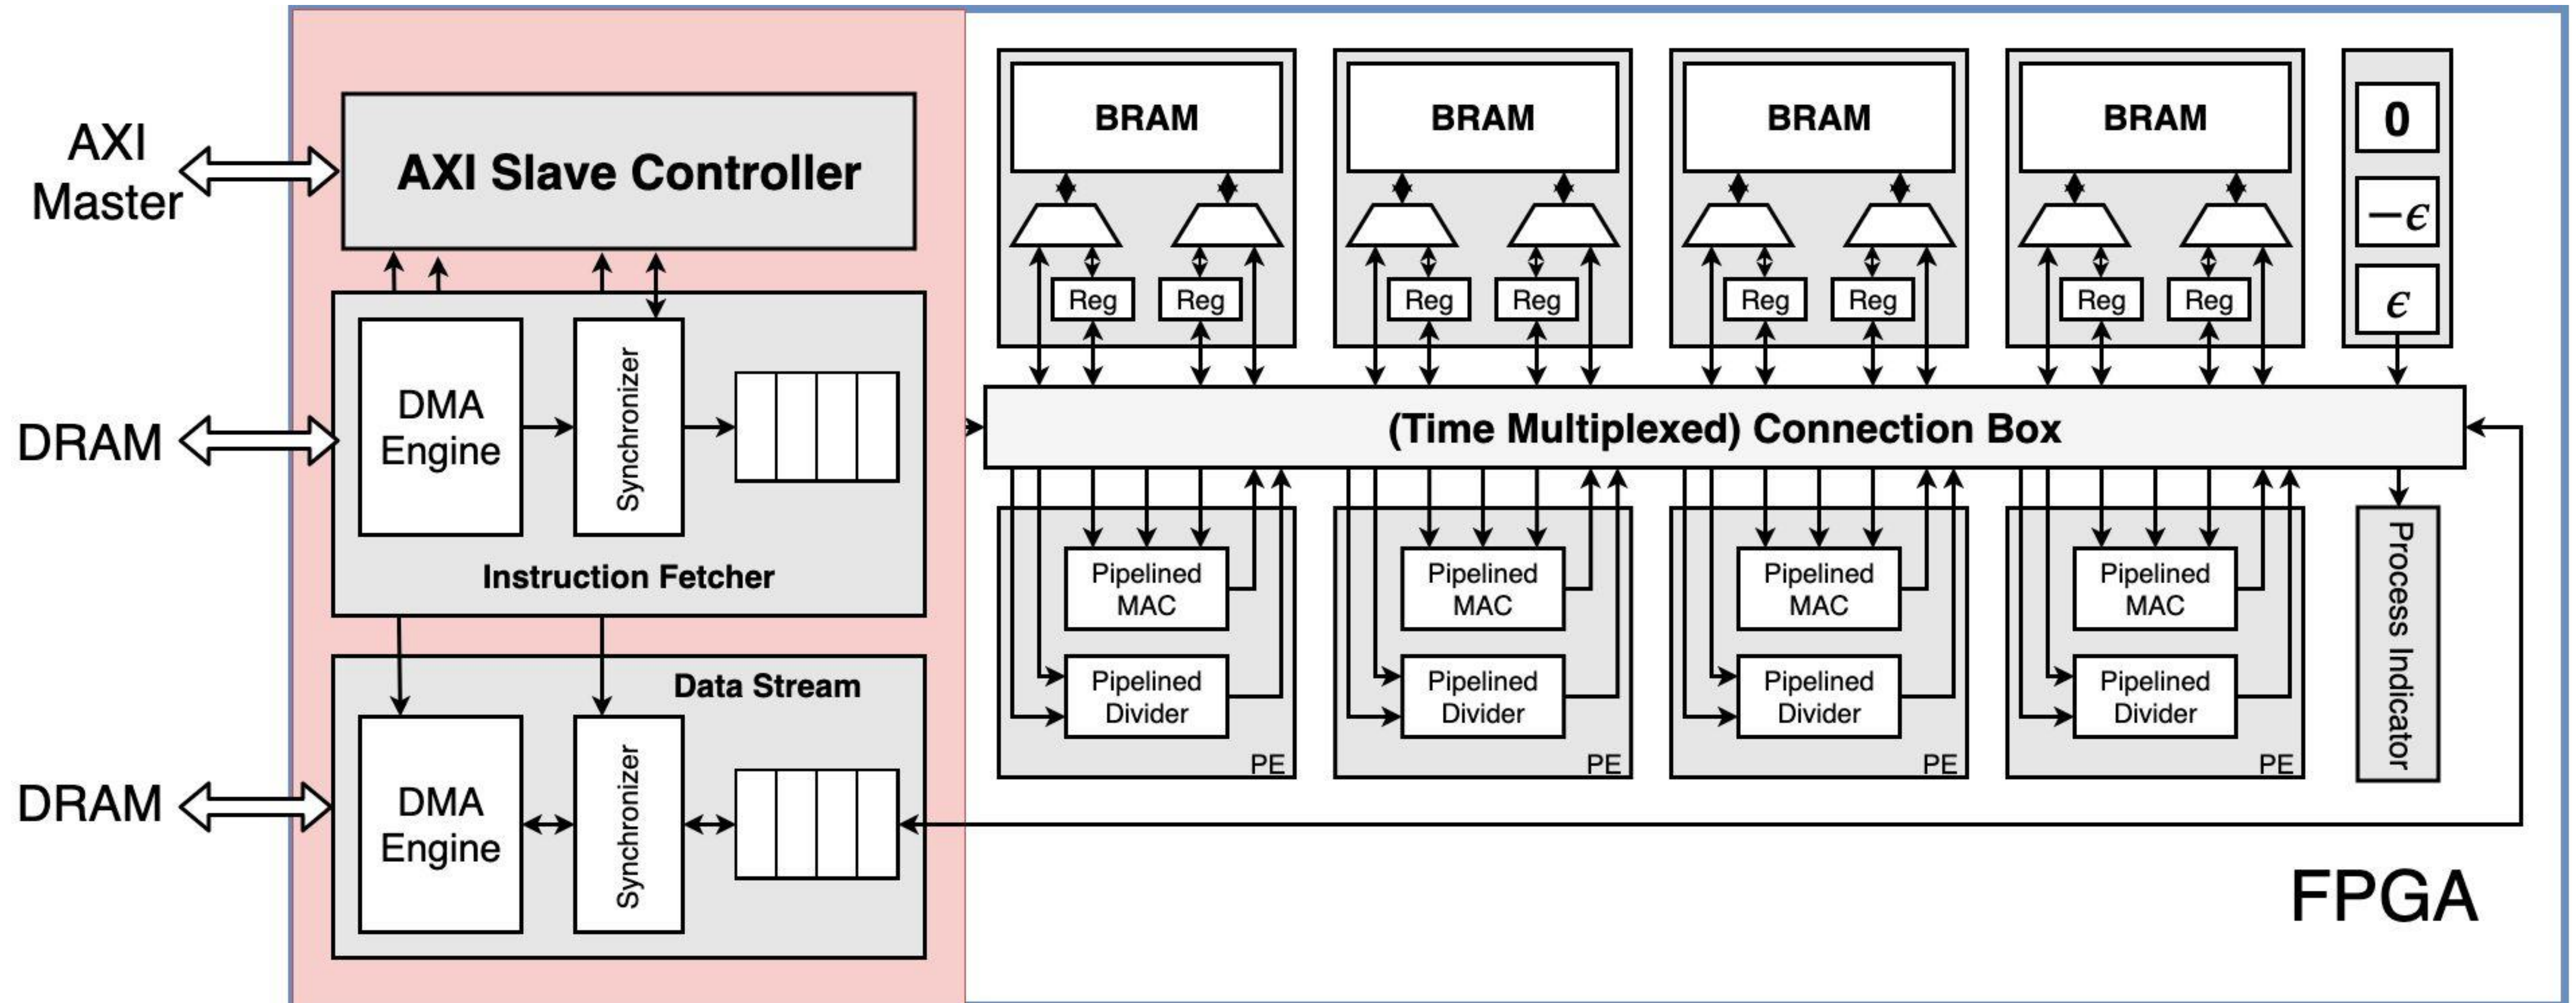 AXI
Master
AXI Slave Controller
DRAM
DMA
Engine
Synchronizer
Instruction Fetcher
Data Stream
DRAM
DMA
Engine
Synchronizer
BRAM
BRAM
BRAM
BRAM
Reg
Reg
Reg
Reg
Reg
Reg
Reg
Reg
0
−ϵ
ϵ
(Time Multiplexed) Connection Box
Pipelined
MAC
Pipelined
Divider
PE
Pipelined
MAC
Pipelined
Divider
PE
Pipelined
MAC
Pipelined
Divider
PE
Pipelined
MAC
Pipelined
Divider
PE
Process Indicator
FPGA